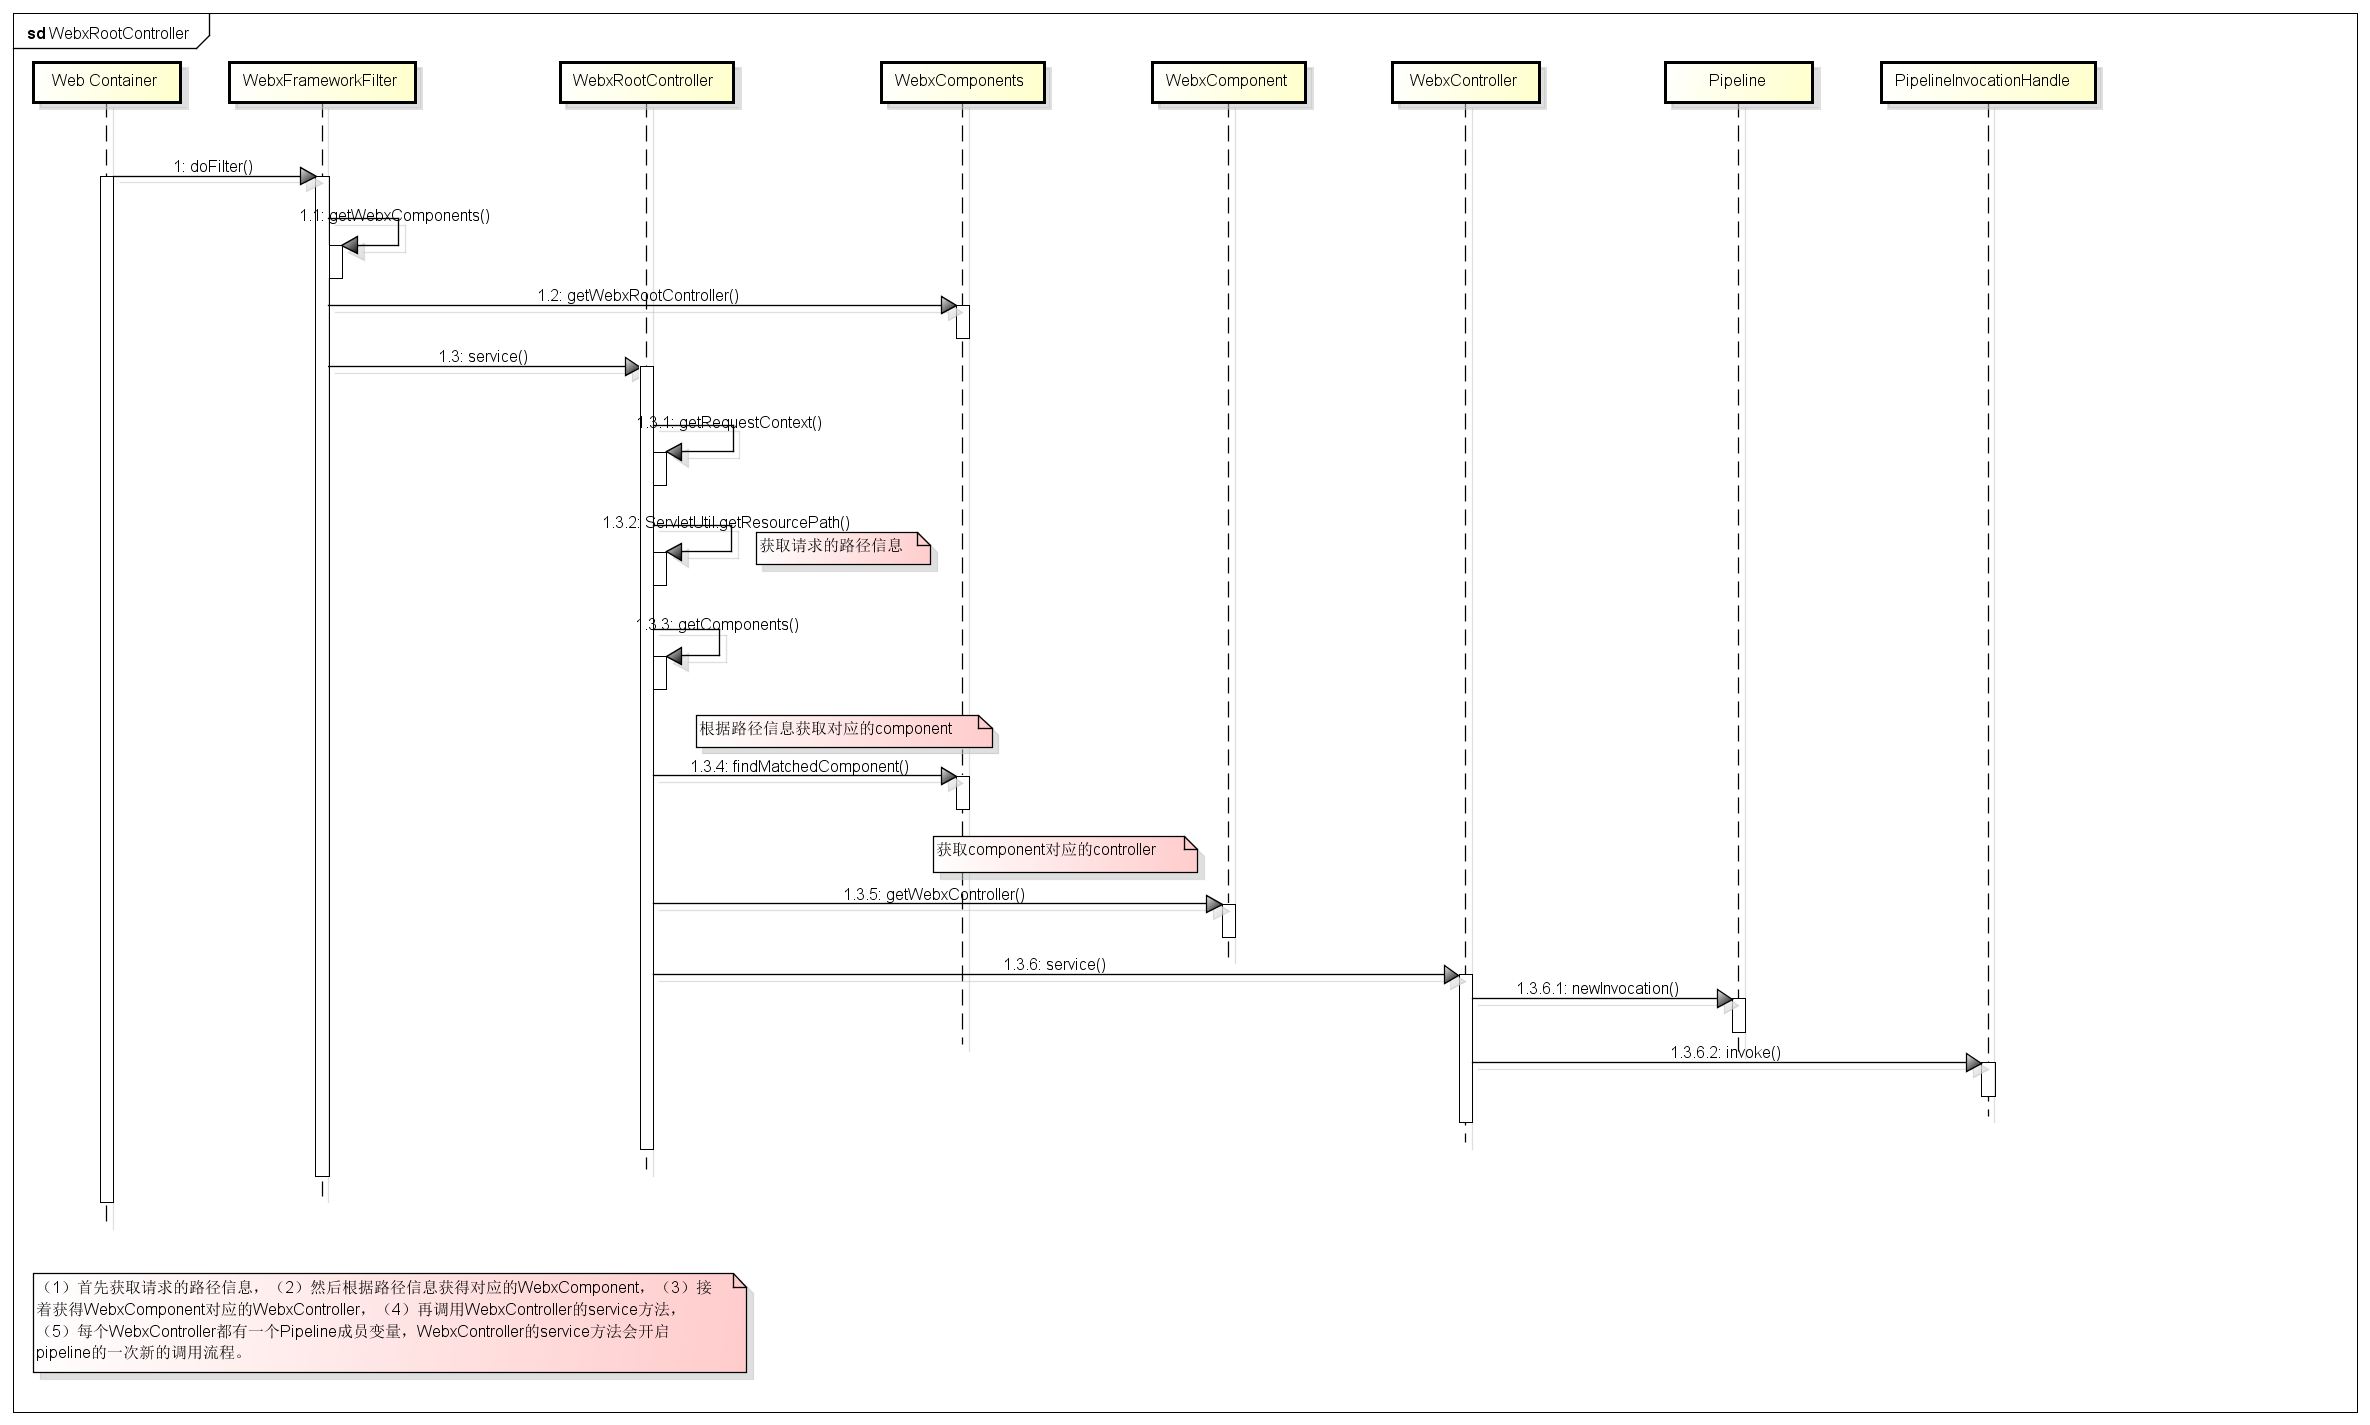 sd WebxRootController
Web Container
WebxFrameworkFilter
WebxRootController
WebxComponents
WebxComponent
WebxController
Pipeline
PipelineInvocationHandle
1: doFilter()
1.1: getWebxComponents()
1.2: getWebxRootController()
1.3: service()
1.3.1: getRequestContext()
1.3.2: ServletUtil.getResourcePath()
获取请求的路径信息
1.3.3: getComponents()
根据路径信息获取对应的component
1.3.4: findMatchedComponent()
获取component对应的controller
1.3.5: getWebxController()
1.3.6: service()
1.3.6.1: newInvocation()
1.3.6.2: invoke()
（1）首先获取请求的路径信息，（2）然后根据路径信息获得对应的WebxComponent，（3）接
着获得WebxComponent对应的WebxController，（4）再调用WebxController的service方法，
（5）每个WebxController都有一个Pipeline成员变量，WebxController的service方法会开启
pipeline的一次新的调用流程。